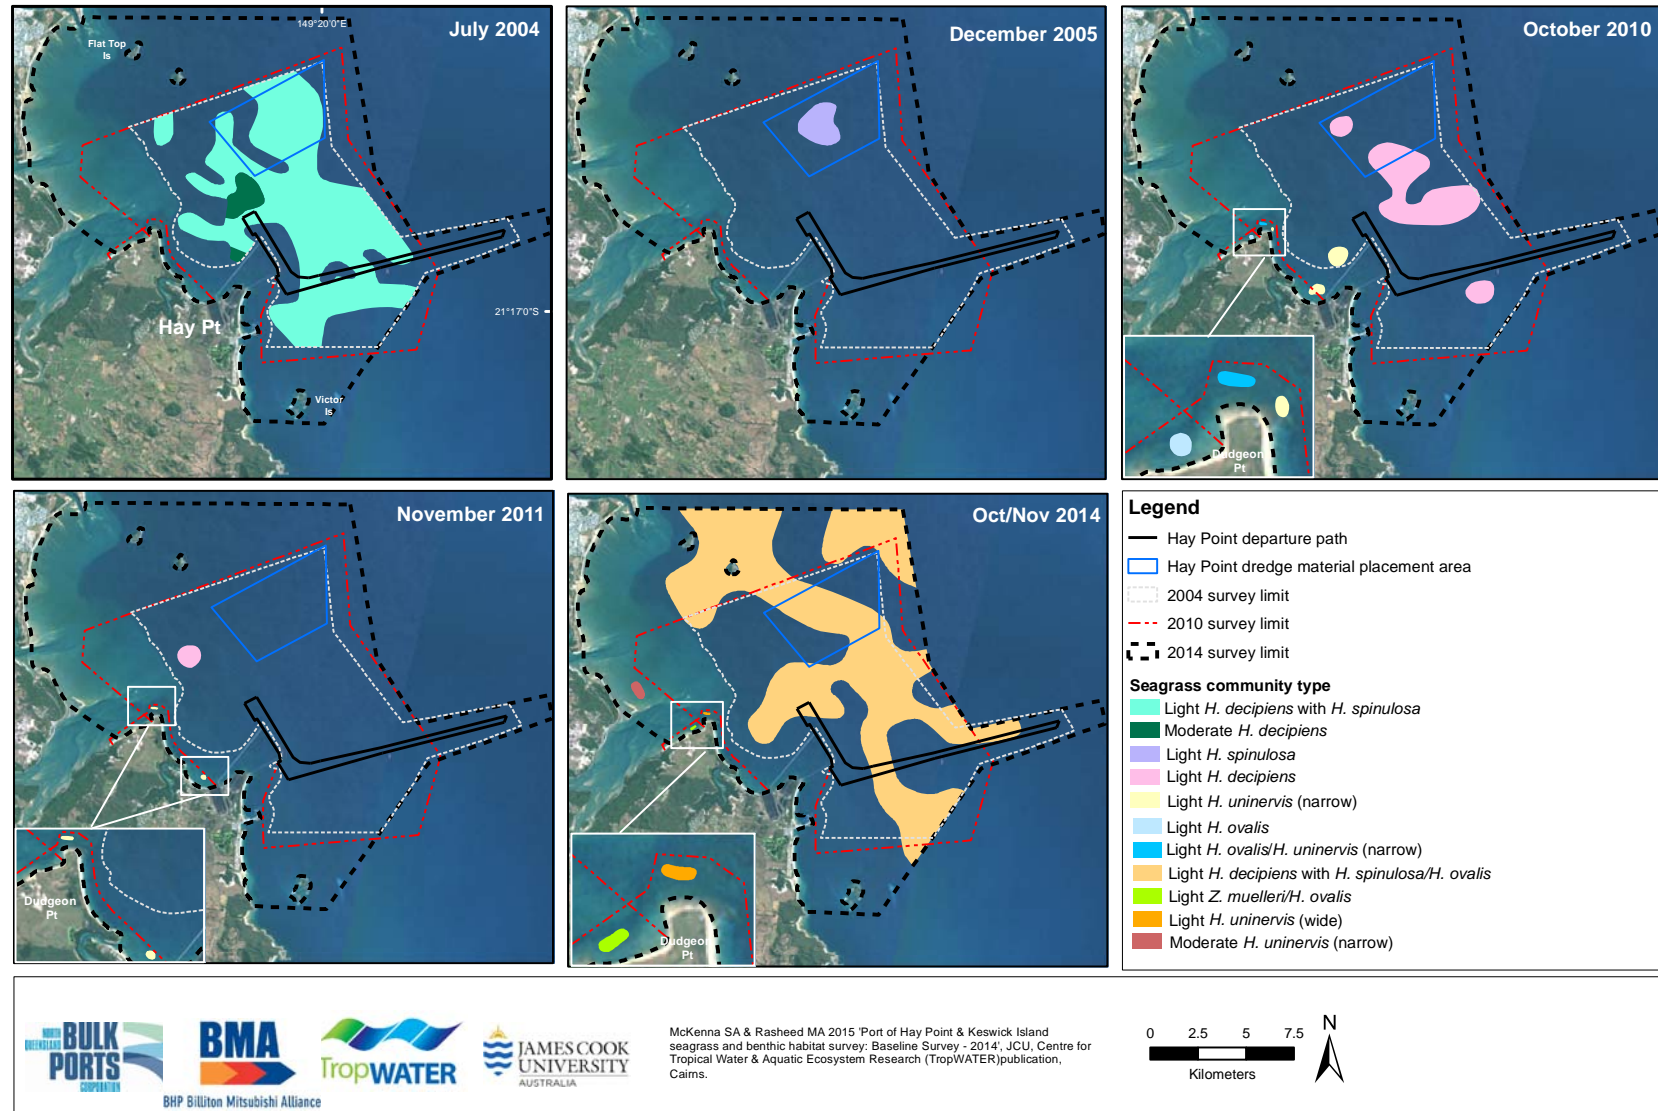 July 2004
149°20'0"E
Flat Top
Is
Hay Pt
21°17'0"S
Victor
Is
December 2005
October 2010
Dudgeon
Pt
November 2011
Dudgeon
Pt
Oct/Nov 2014
Dudgeon
Pt
Legend
Hay Point departure path
Hay Point dredge material placement area
2004 survey limit
2010 survey limit
2014 survey limit
Seagrass community type
Light H. decipiens with H. spinulosa
Moderate H. decipiens
Light H. spinulosa
Light H. decipiens
Light H. uninervis (narrow)
Light H. ovalis
Light H. ovalis/H. uninervis (narrow)
Light H. decipiens with H. spinulosa/H. ovalis
Light Z. muelleri/H. ovalis
Light H. uninervis (wide)
Moderate H. uninervis (narrow)
NORTH
QUEENSLAND
BULK
PORTS
CORPORATION
BMA
BHP Billiton Mitsubishi Alliance
TropWATER
JAMES COOK
UNIVERSITY
AUSTRALIA
McKenna SA & Rasheed MA 2015 'Port of Hay Point & Keswick Island
seagrass and benthic habitat survey: Baseline Survey - 2014', JCU, Centre for
Tropical Water & Aquatic Ecosystem Research (TropWATER)publication,
Cairns.
0 2.5 5 7.5
Kilometers
N